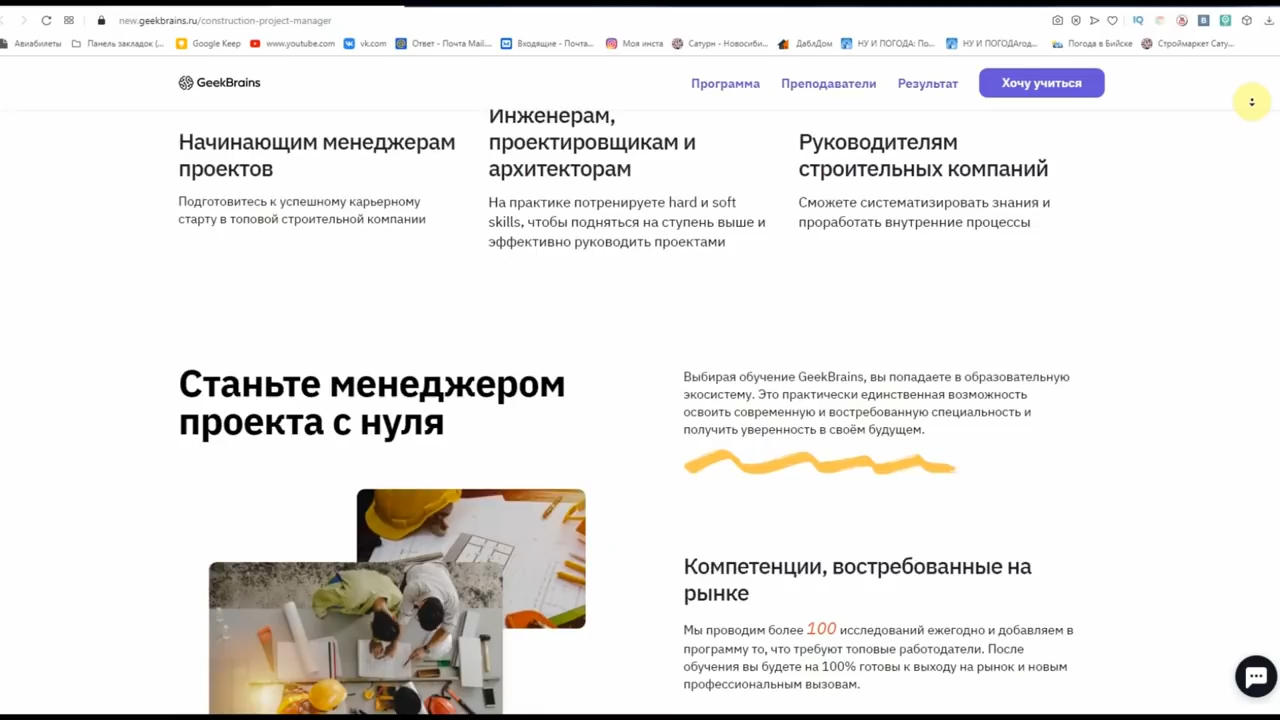 new.geekbrains.ru/construction-project-manager
Авиабилеты
Панель закладок (...
Google Keep
www.youtube.com
vk.com
Ответ - Почта Mail....
Входящие - Почта...
Моя инста
Сатурн - Новосиби...
ДаблДом
НУ И ПОГОДА: По...
НУ И ПОГОДАгод...
Погода в Бийске
Строймаркет Сату...
GeekBrains
Программа
Преподаватели
Результат
Хочу учиться
Начинающим менеджерам
проектов
Подготовитесь к успешному карьерному
старту в топовой строительной компании
Инженерам,
проектировщикам и
архитекторам
На практике потренируете hard и soft
skills, чтобы подняться на ступень выше и
эффективно руководить проектами
Руководителям
строительных компаний
Сможете систематизировать знания и
проработать внутренние процессы
Станьте менеджером
проекта с нуля
Выбирая обучение GeekBrains, вы попадаете в образовательную
экосистему. Это практически единственная возможность
освоить современную и востребованную специальность и
получить уверенность в своём будущем.
Компетенции, востребованные на
рынке
Мы проводим более 100 исследований ежегодно и добавляем в
программу то, что требуют топовые работодатели. После
обучения вы будете на 100% готовы к выходу на рынок и новым
профессиональным вызовам.